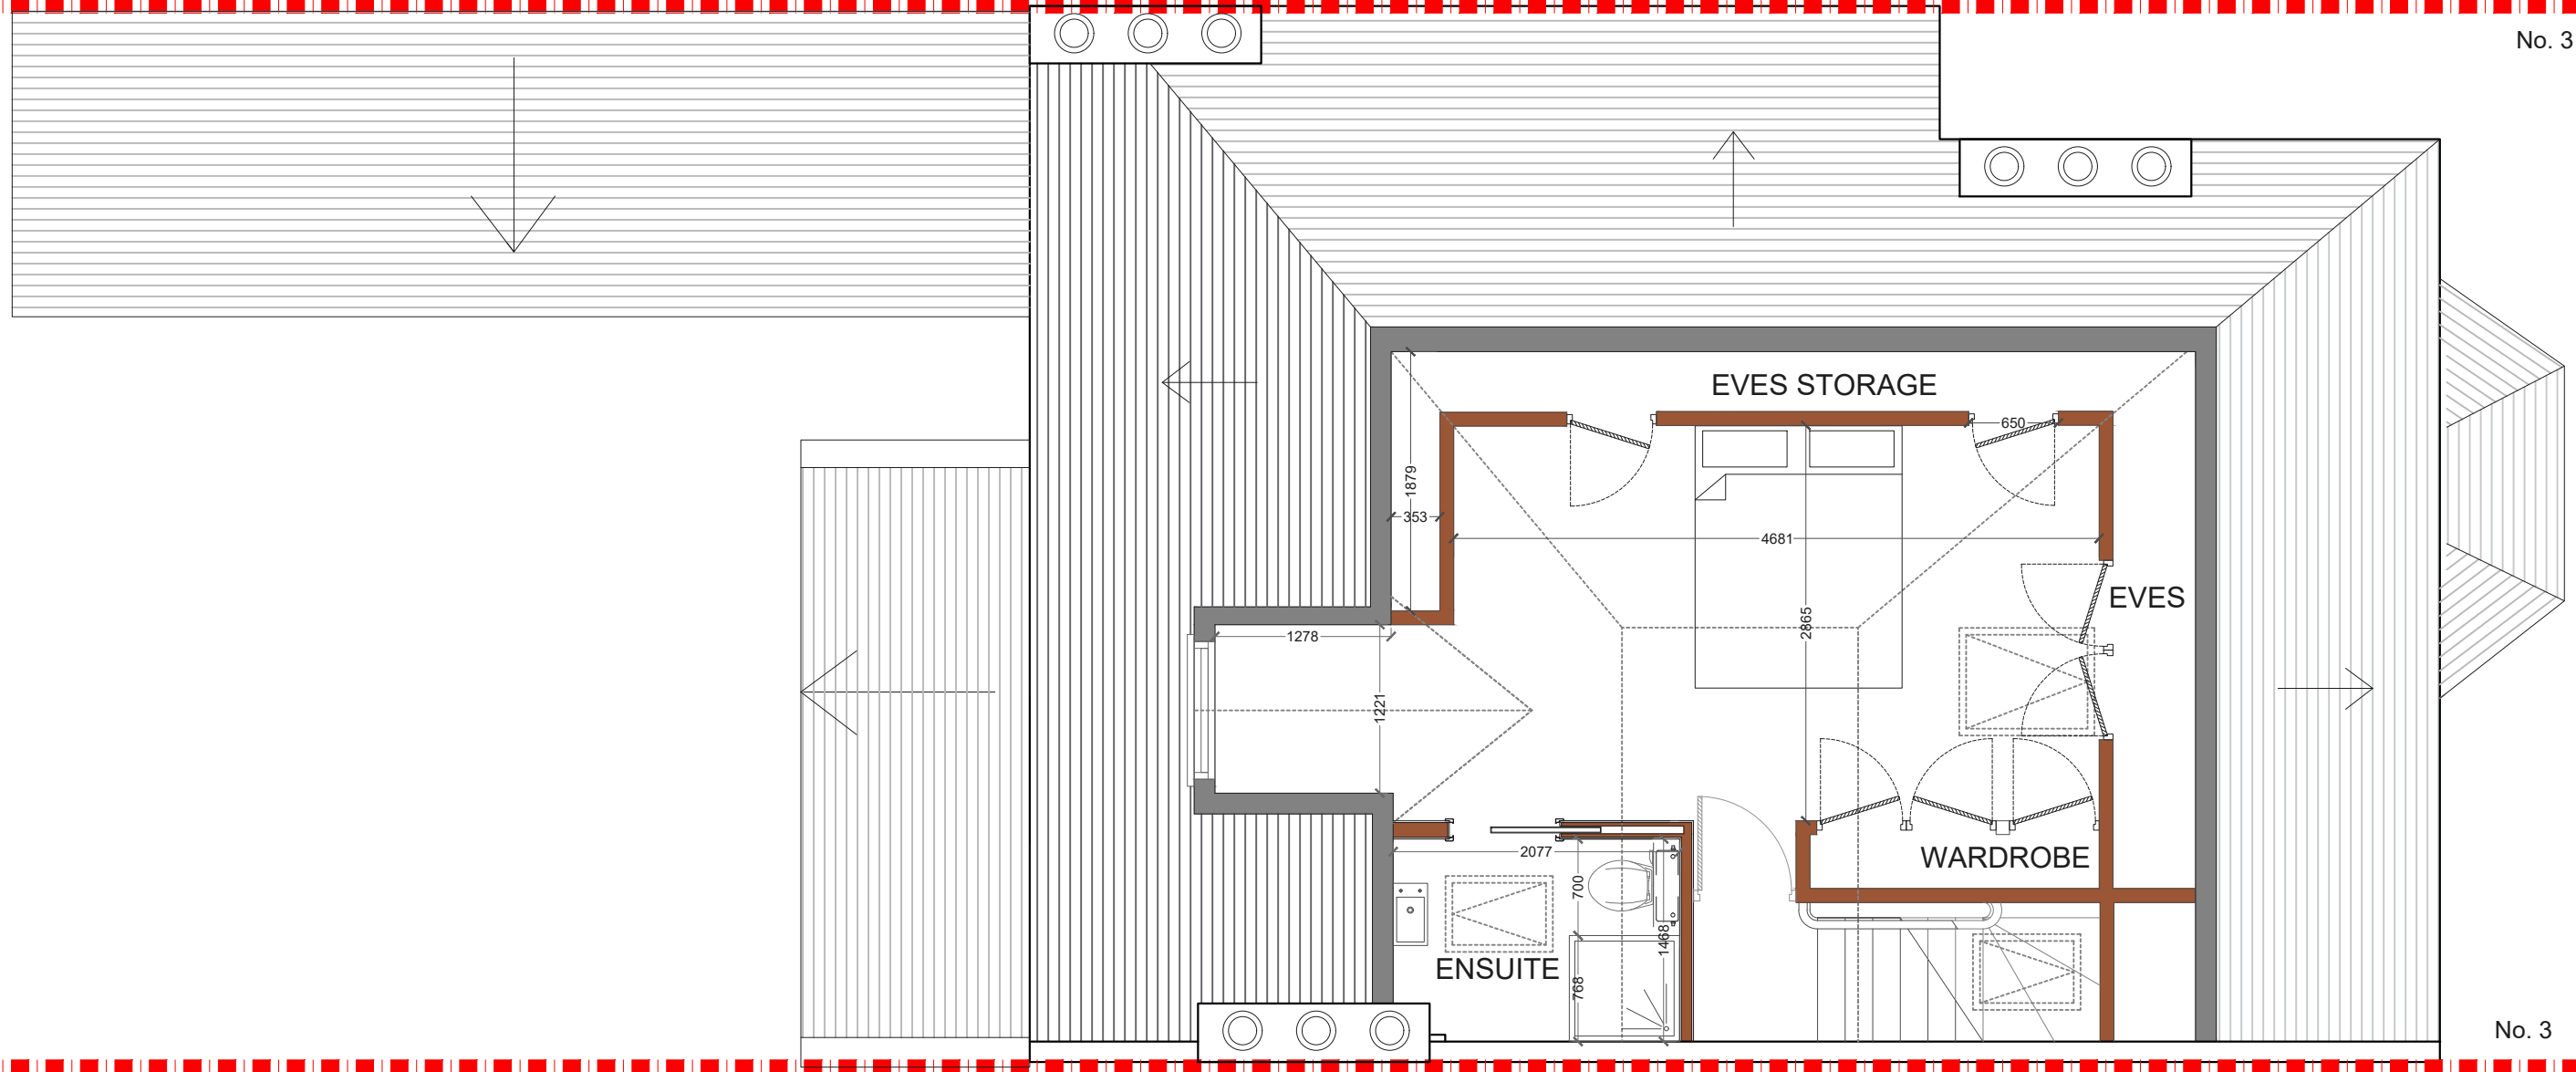 No. 3
EVES STORAGE
650
1879
353
4681
EVES
2865
1278
1221
2077
WARDROBE
700
1468
ENSUITE
768
No. 3